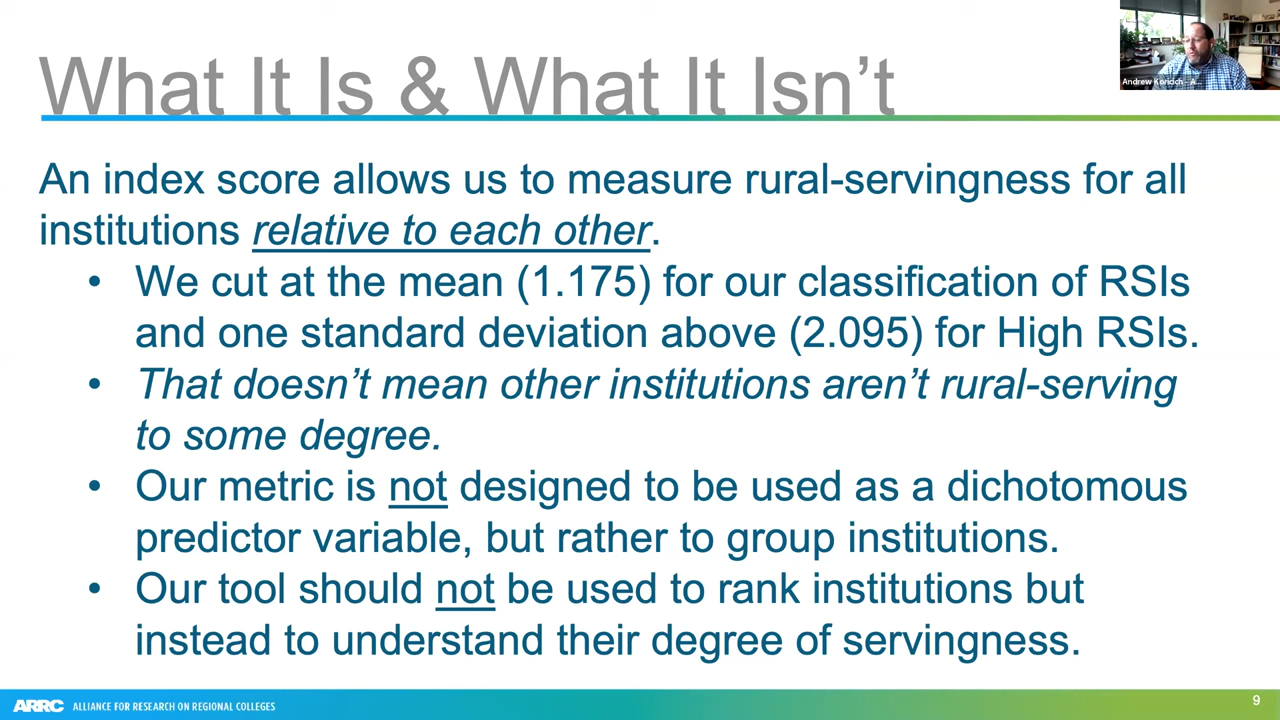 What It Is & What It Isn’t
Andrew Koricich - A...
An index score allows us to measure rural-servingness for all
institutions relative to each other.
• We cut at the mean (1.175) for our classification of RSIs
and one standard deviation above (2.095) for High RSIs.
• That doesn’t mean other institutions aren’t rural-serving
to some degree.
• Our metric is not designed to be used as a dichotomous
predictor variable, but rather to group institutions.
• Our tool should not be used to rank institutions but
instead to understand their degree of servingness.
ARRC ALLIANCE FOR RESEARCH ON REGIONAL COLLEGES
9